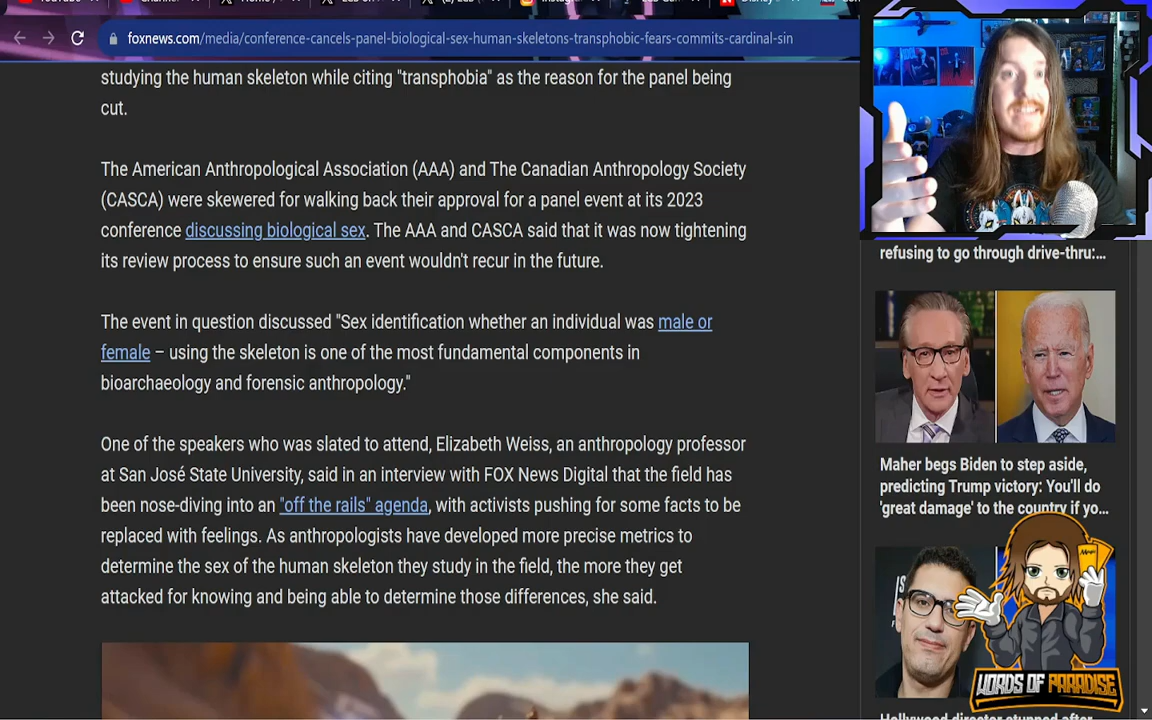 foxnews.com/media/conference-cancels-panel-biological-sex-human-skeletons-transphobic-fears-commits-cardinal-sin
studying the human skeleton while citing "transphobia" as the reason for the panel being
cut.
The American Anthropological Association (AAA) and The Canadian Anthropology Society
(CASCA) were skewered for walking back their approval for a panel event at its 2023
conference discussing biological sex. The AAA and CASCA said that it was now tightening
its review process to ensure such an event wouldn't recur in the future.
The event in question discussed "Sex identification whether an individual was male or
female – using the skeleton is one of the most fundamental components in
bioarchaeology and forensic anthropology."
One of the speakers who was slated to attend, Elizabeth Weiss, an anthropology professor
at San José State University, said in an interview with FOX News Digital that the field has
been nose-diving into an "off the rails" agenda, with activists pushing for some facts to be
replaced with feelings. As anthropologists have developed more precise metrics to
determine the sex of the human skeleton they study in the field, the more they get
attacked for knowing and being able to determine those differences, she said.
refusing to go through drive-thru:...
Maher begs Biden to step aside,
predicting Trump victory: You'll do
'great damage' to the country if yo...
WORDS OF PARADISE
Hollywood director stunned after